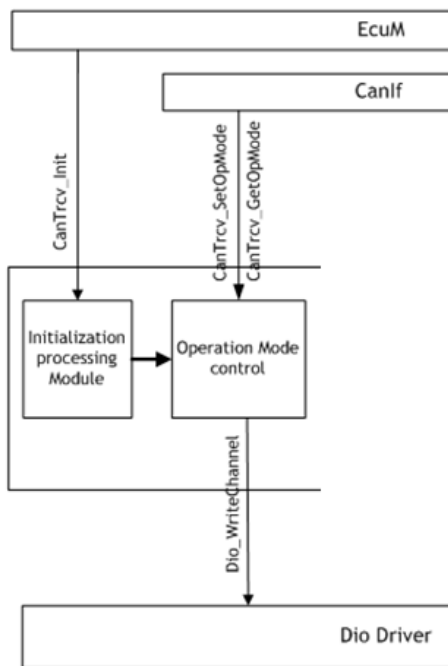 EcuM
CanIf
CanTrcv_Init
CanTrcv_SetOpMode
CanTrcv_GetOpMode
Initialization
processing
Module
Operation Mode
control
Dio_WriteChannel
Dio Driver